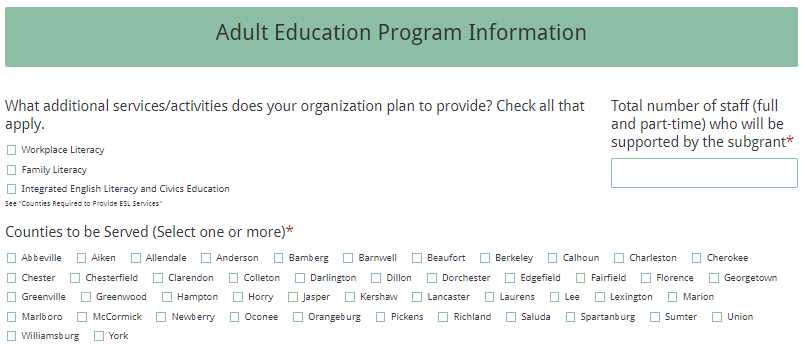 Adult Education Program Information
What additional services/activities does your organization plan to provide? Check all that
apply.
Workplace Literacy
Family Literacy
Integrated English Literacy and Civics Education
See "Counties Required to Provide ESL Services"
Total number of staff (full
and part-time) who will be
supported by the subgrant*
Counties to be Served (Select one or more)*
Abbeville Aiken Allendale Anderson Bamberg Barnwell Beaufort Berkeley Calhoun Charleston Cherokee
Chester Chesterfield Clarendon Colleton Darlington Dillon Dorchester Edgefield Fairfield Florence Georgetown
Greenville Greenwood Hampton Horry Jasper Kershaw Lancaster Laurens Lee Lexington Marion
Marlboro McCormick Newberry Oconee Orangeburg Pickens Richland Saluda Spartanburg Sumter Union
Williamsburg York